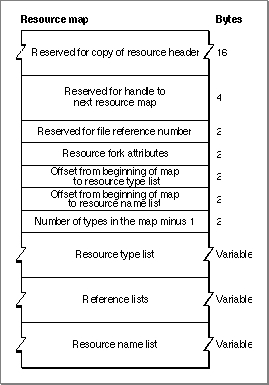 Resource map Bytes
Reserved for copy of resource header 16
Reserved for handle to
next resource map 4
Reserved for file reference number 2
Resource fork attributes 2
Offset from beginning of map
to resource type list 2
Offset from beginning of map
to resource name list 2
Number of types in the map minus 1 2
Resource type list Variable
Reference lists Variable
Resource name list Variable